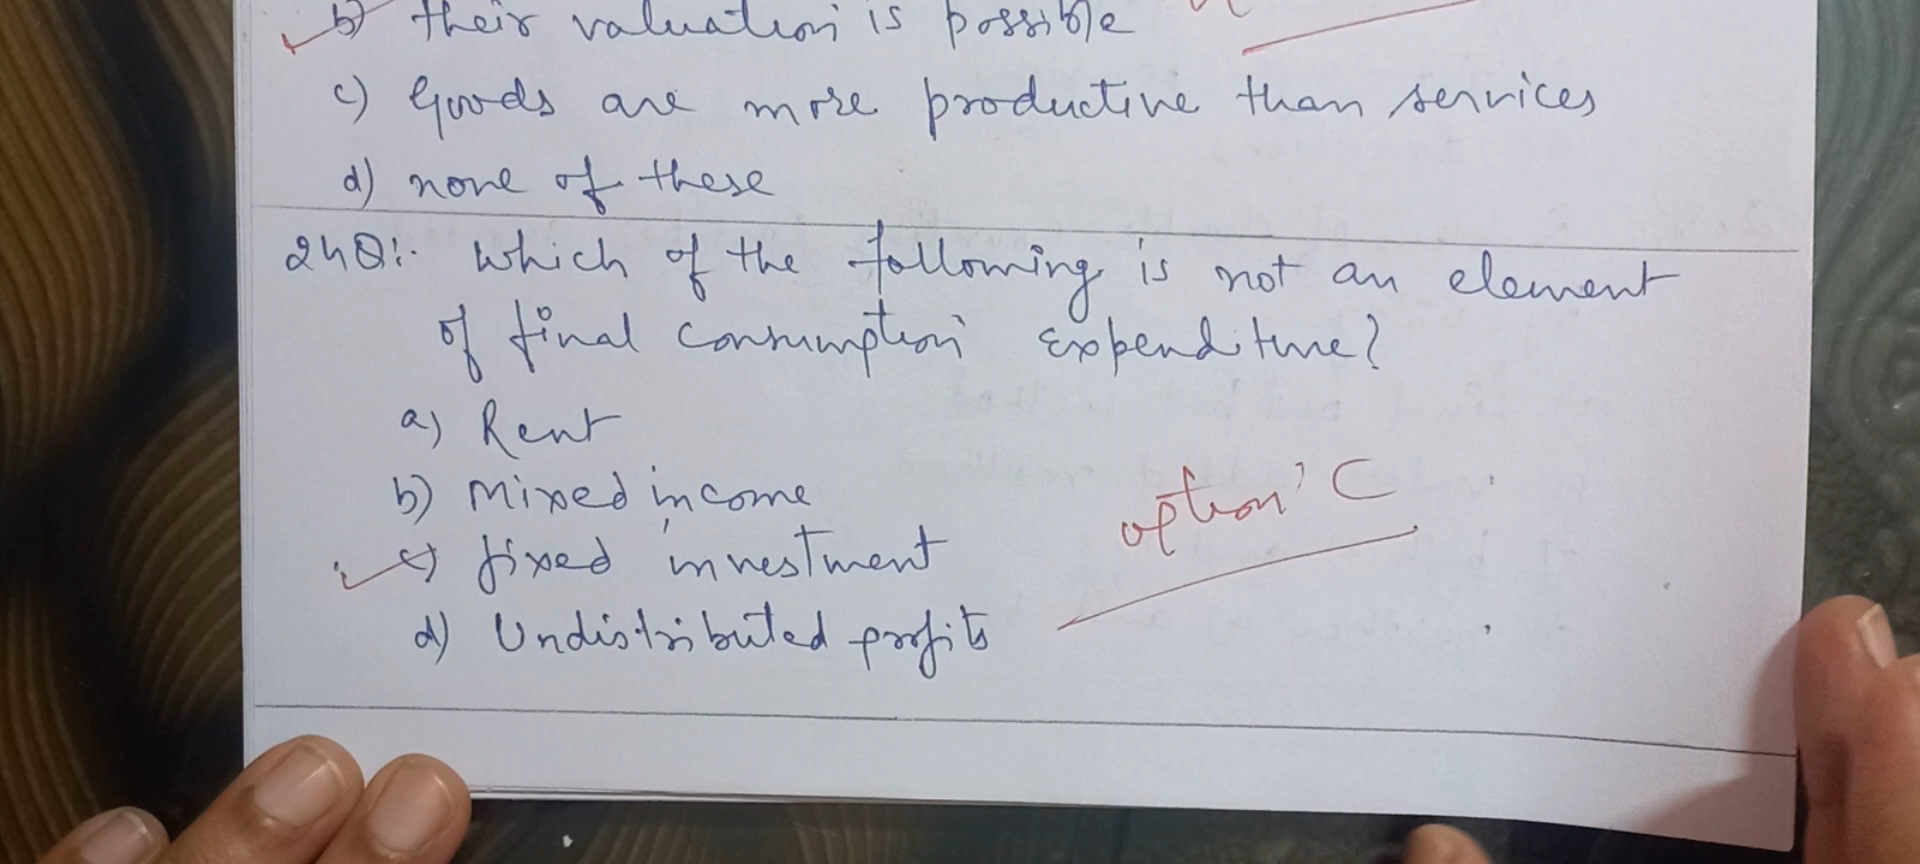 b) their valuation is possible
c) Goods are more productive than services
d) none of these
24Q:. Which of the following is not an element
of final consumption expenditure?
a) Rent
b) Mixed income
c) fixed investment
option 'C
d) Undistributed profits